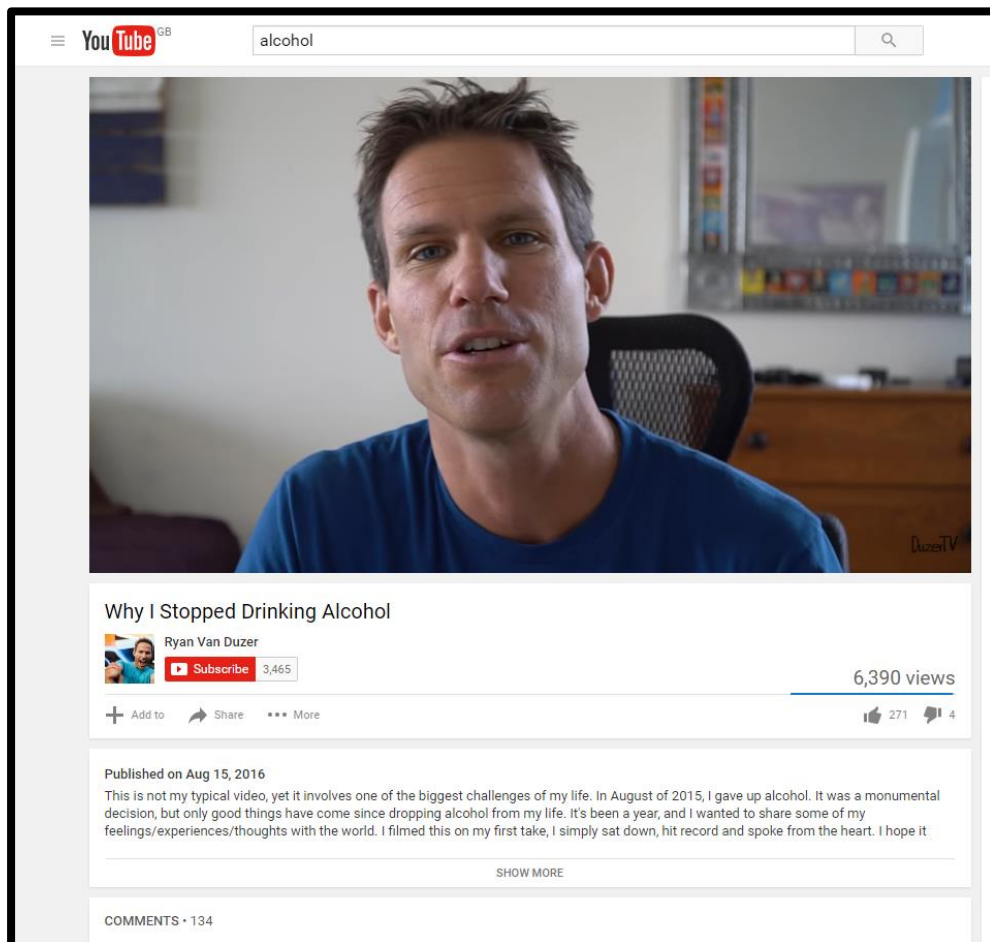 YouTube GB
alcohol
DuzerTV
Why I Stopped Drinking Alcohol
Ryan Van Duzer
Subscribe 3,465
6,390 views
Add to Share More
271 4
Published on Aug 15, 2016
This is not my typical video, yet it involves one of the biggest challenges of my life. In August of 2015, I gave up alcohol. It was a monumental
decision, but only good things have come since dropping alcohol from my life. It's been a year, and I wanted to share some of my
feelings/experiences/thoughts with the world. I filmed this on my first take, I simply sat down, hit record and spoke from the heart. I hope it
SHOW MORE
COMMENTS • 134